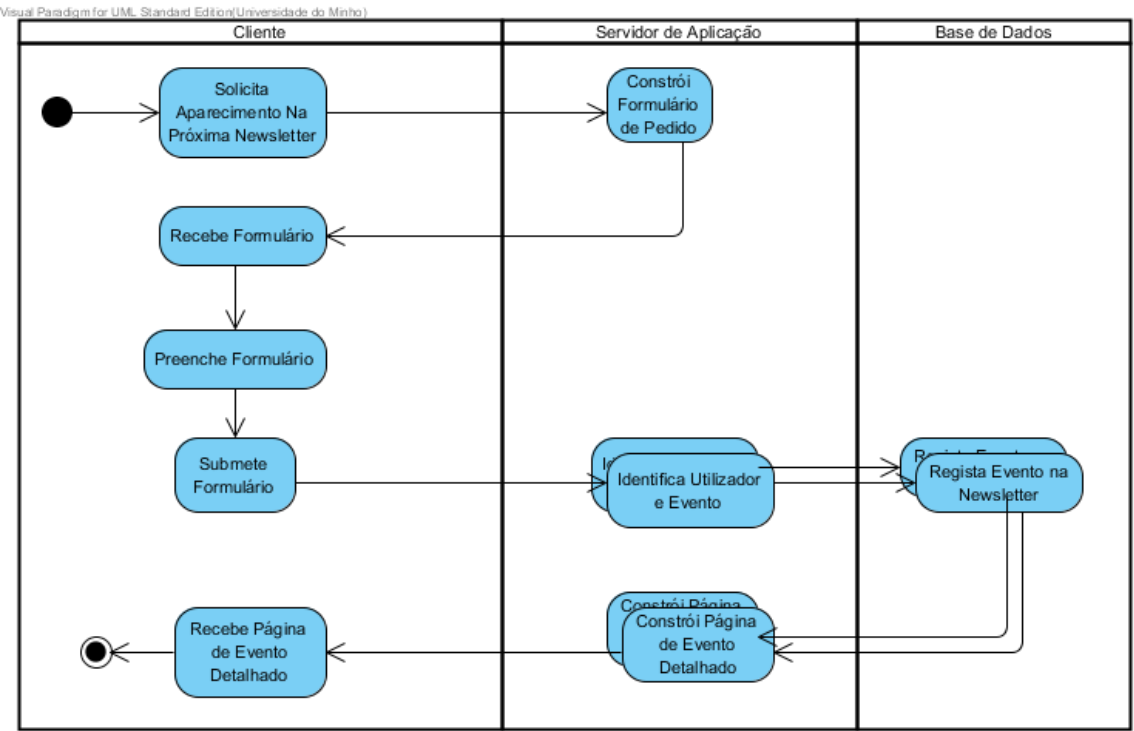 Visual Paradigm for UML Standard Edition(Universidade do Minho)
Cliente
Servidor de Aplicação
Base de Dados
Solicita
Aparecimento Na
Próxima Newsletter
Constrói
Formulário
de Pedido
Recebe Formulário
Preenche Formulário
Submete
Formulário
Identifica Utilizador
e Evento
Regista Evento na
Newsletter
Constrói Página
Constrói Página
de Evento
Detalhado
Recebe Página
de Evento
Detalhado